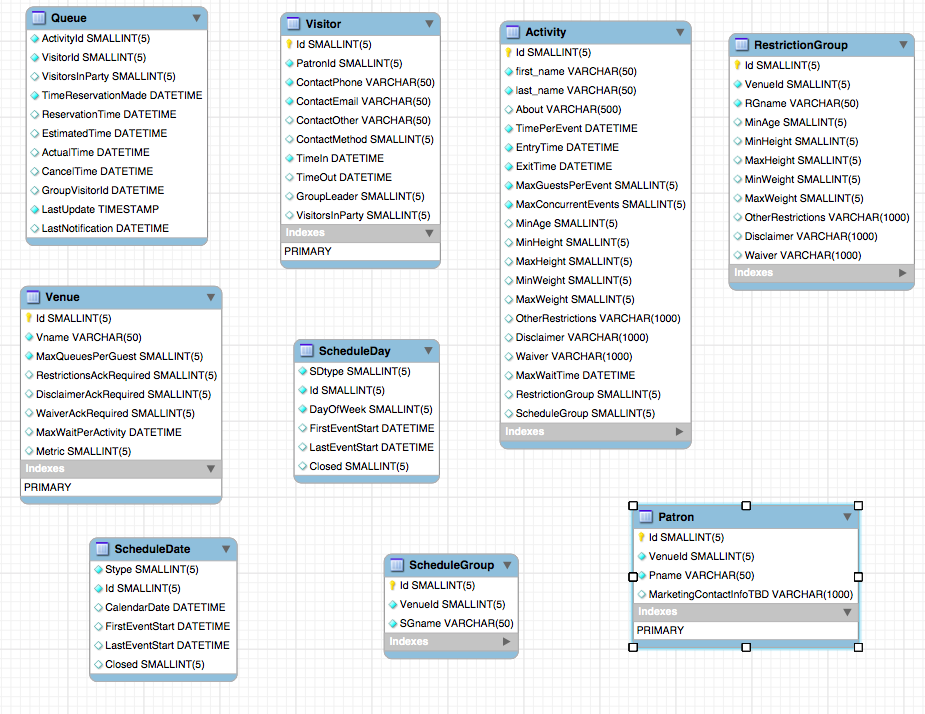 Queue
ActivityId SMALLINT(5)
VisitorId SMALLINT(5)
VisitorsInParty SMALLINT(5)
TimeReservationMade DATETIME
ReservationTime DATETIME
EstimatedTime DATETIME
ActualTime DATETIME
CancelTime DATETIME
GroupVisitorId DATETIME
LastUpdate TIMESTAMP
LastNotification DATETIME
Visitor
Id SMALLINT(5)
PatronId SMALLINT(5)
ContactPhone VARCHAR(50)
ContactEmail VARCHAR(50)
ContactOther VARCHAR(50)
ContactMethod SMALLINT(5)
TimeIn DATETIME
TimeOut DATETIME
GroupLeader SMALLINT(5)
VisitorsInParty SMALLINT(5)
Indexes
PRIMARY
Activity
Id SMALLINT(5)
first_name VARCHAR(50)
last_name VARCHAR(50)
About VARCHAR(500)
TimePerEvent DATETIME
EntryTime DATETIME
ExitTime DATETIME
MaxGuestsPerEvent SMALLINT(5)
MaxConcurrentEvents SMALLINT(5)
MinAge SMALLINT(5)
MinHeight SMALLINT(5)
MaxHeight SMALLINT(5)
MinWeight SMALLINT(5)
MaxWeight SMALLINT(5)
OtherRestrictions VARCHAR(1000)
Disclaimer VARCHAR(1000)
Waiver VARCHAR(1000)
MaxWaitTime DATETIME
RestrictionGroup SMALLINT(5)
ScheduleGroup SMALLINT(5)
Indexes
RestrictionGroup
Id SMALLINT(5)
VenueId SMALLINT(5)
RGname VARCHAR(50)
MinAge SMALLINT(5)
MinHeight SMALLINT(5)
MaxHeight SMALLINT(5)
MinWeight SMALLINT(5)
MaxWeight SMALLINT(5)
OtherRestrictions VARCHAR(1000)
Disclaimer VARCHAR(1000)
Waiver VARCHAR(1000)
Indexes
Venue
Id SMALLINT(5)
Vname VARCHAR(50)
MaxQueuesPerGuest SMALLINT(5)
RestrictionsAckRequired SMALLINT(5)
DisclaimerAckRequired SMALLINT(5)
WaiverAckRequired SMALLINT(5)
MaxWaitPerActivity DATETIME
Metric SMALLINT(5)
Indexes
PRIMARY
ScheduleDay
SDtype SMALLINT(5)
Id SMALLINT(5)
DayOfWeek SMALLINT(5)
FirstEventStart DATETIME
LastEventStart DATETIME
Closed SMALLINT(5)
ScheduleDate
Stype SMALLINT(5)
Id SMALLINT(5)
CalendarDate DATETIME
FirstEventStart DATETIME
LastEventStart DATETIME
Closed SMALLINT(5)
ScheduleGroup
Id SMALLINT(5)
VenueId SMALLINT(5)
SGname VARCHAR(50)
Indexes
Patron
Id SMALLINT(5)
VenueId SMALLINT(5)
Pname VARCHAR(50)
MarketingContactInfoTBD VARCHAR(1000)
Indexes
PRIMARY